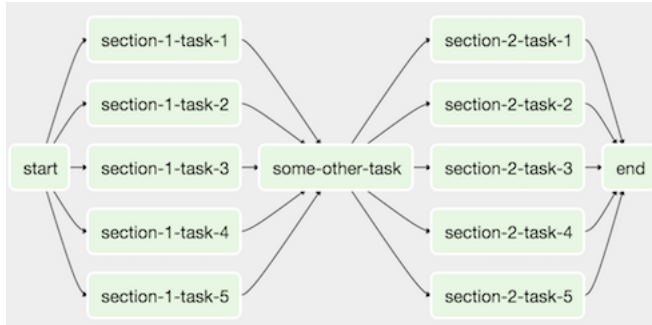 section-1-task-1
section-2-task-1
section-1-task-2
section-2-task-2
start
section-1-task-3
some-other-task
section-2-task-3
end
section-1-task-4
section-2-task-4
section-1-task-5
section-2-task-5